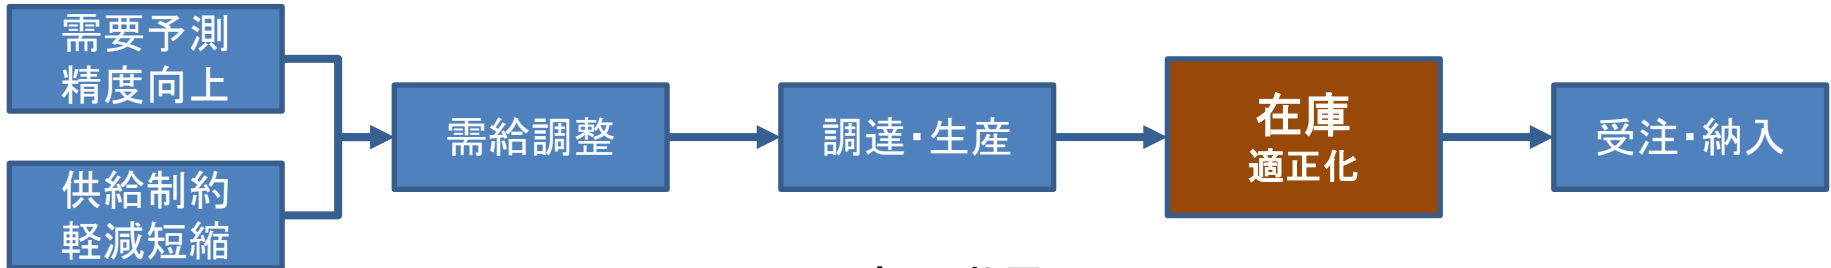 需要予測
精度向上
供給制約
軽減短縮
需給調整
調達・生産
在庫
適正化
受注・納入